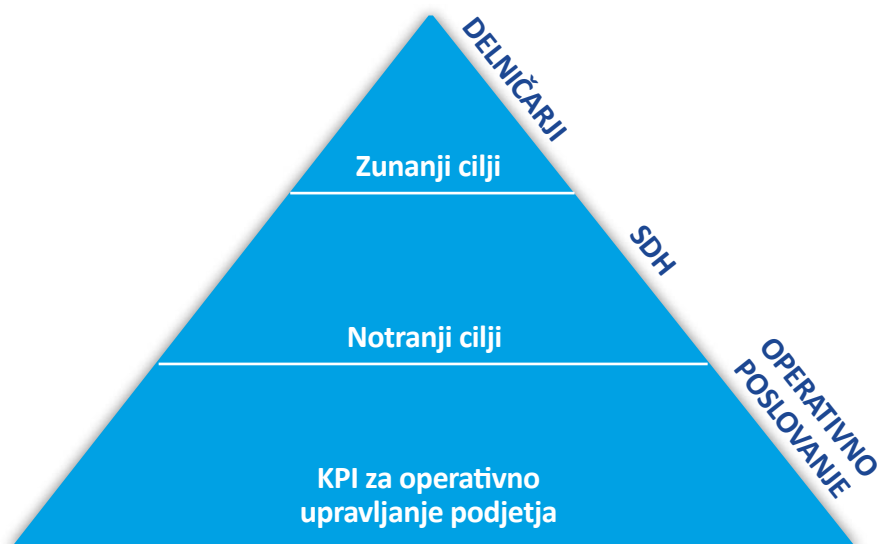 DELNIČARJI
Zunanji cilji
SDH
Notranji cilji
OPERATIVNO
POSLOVANJE
KPI za operativno
upravljanje podjetja